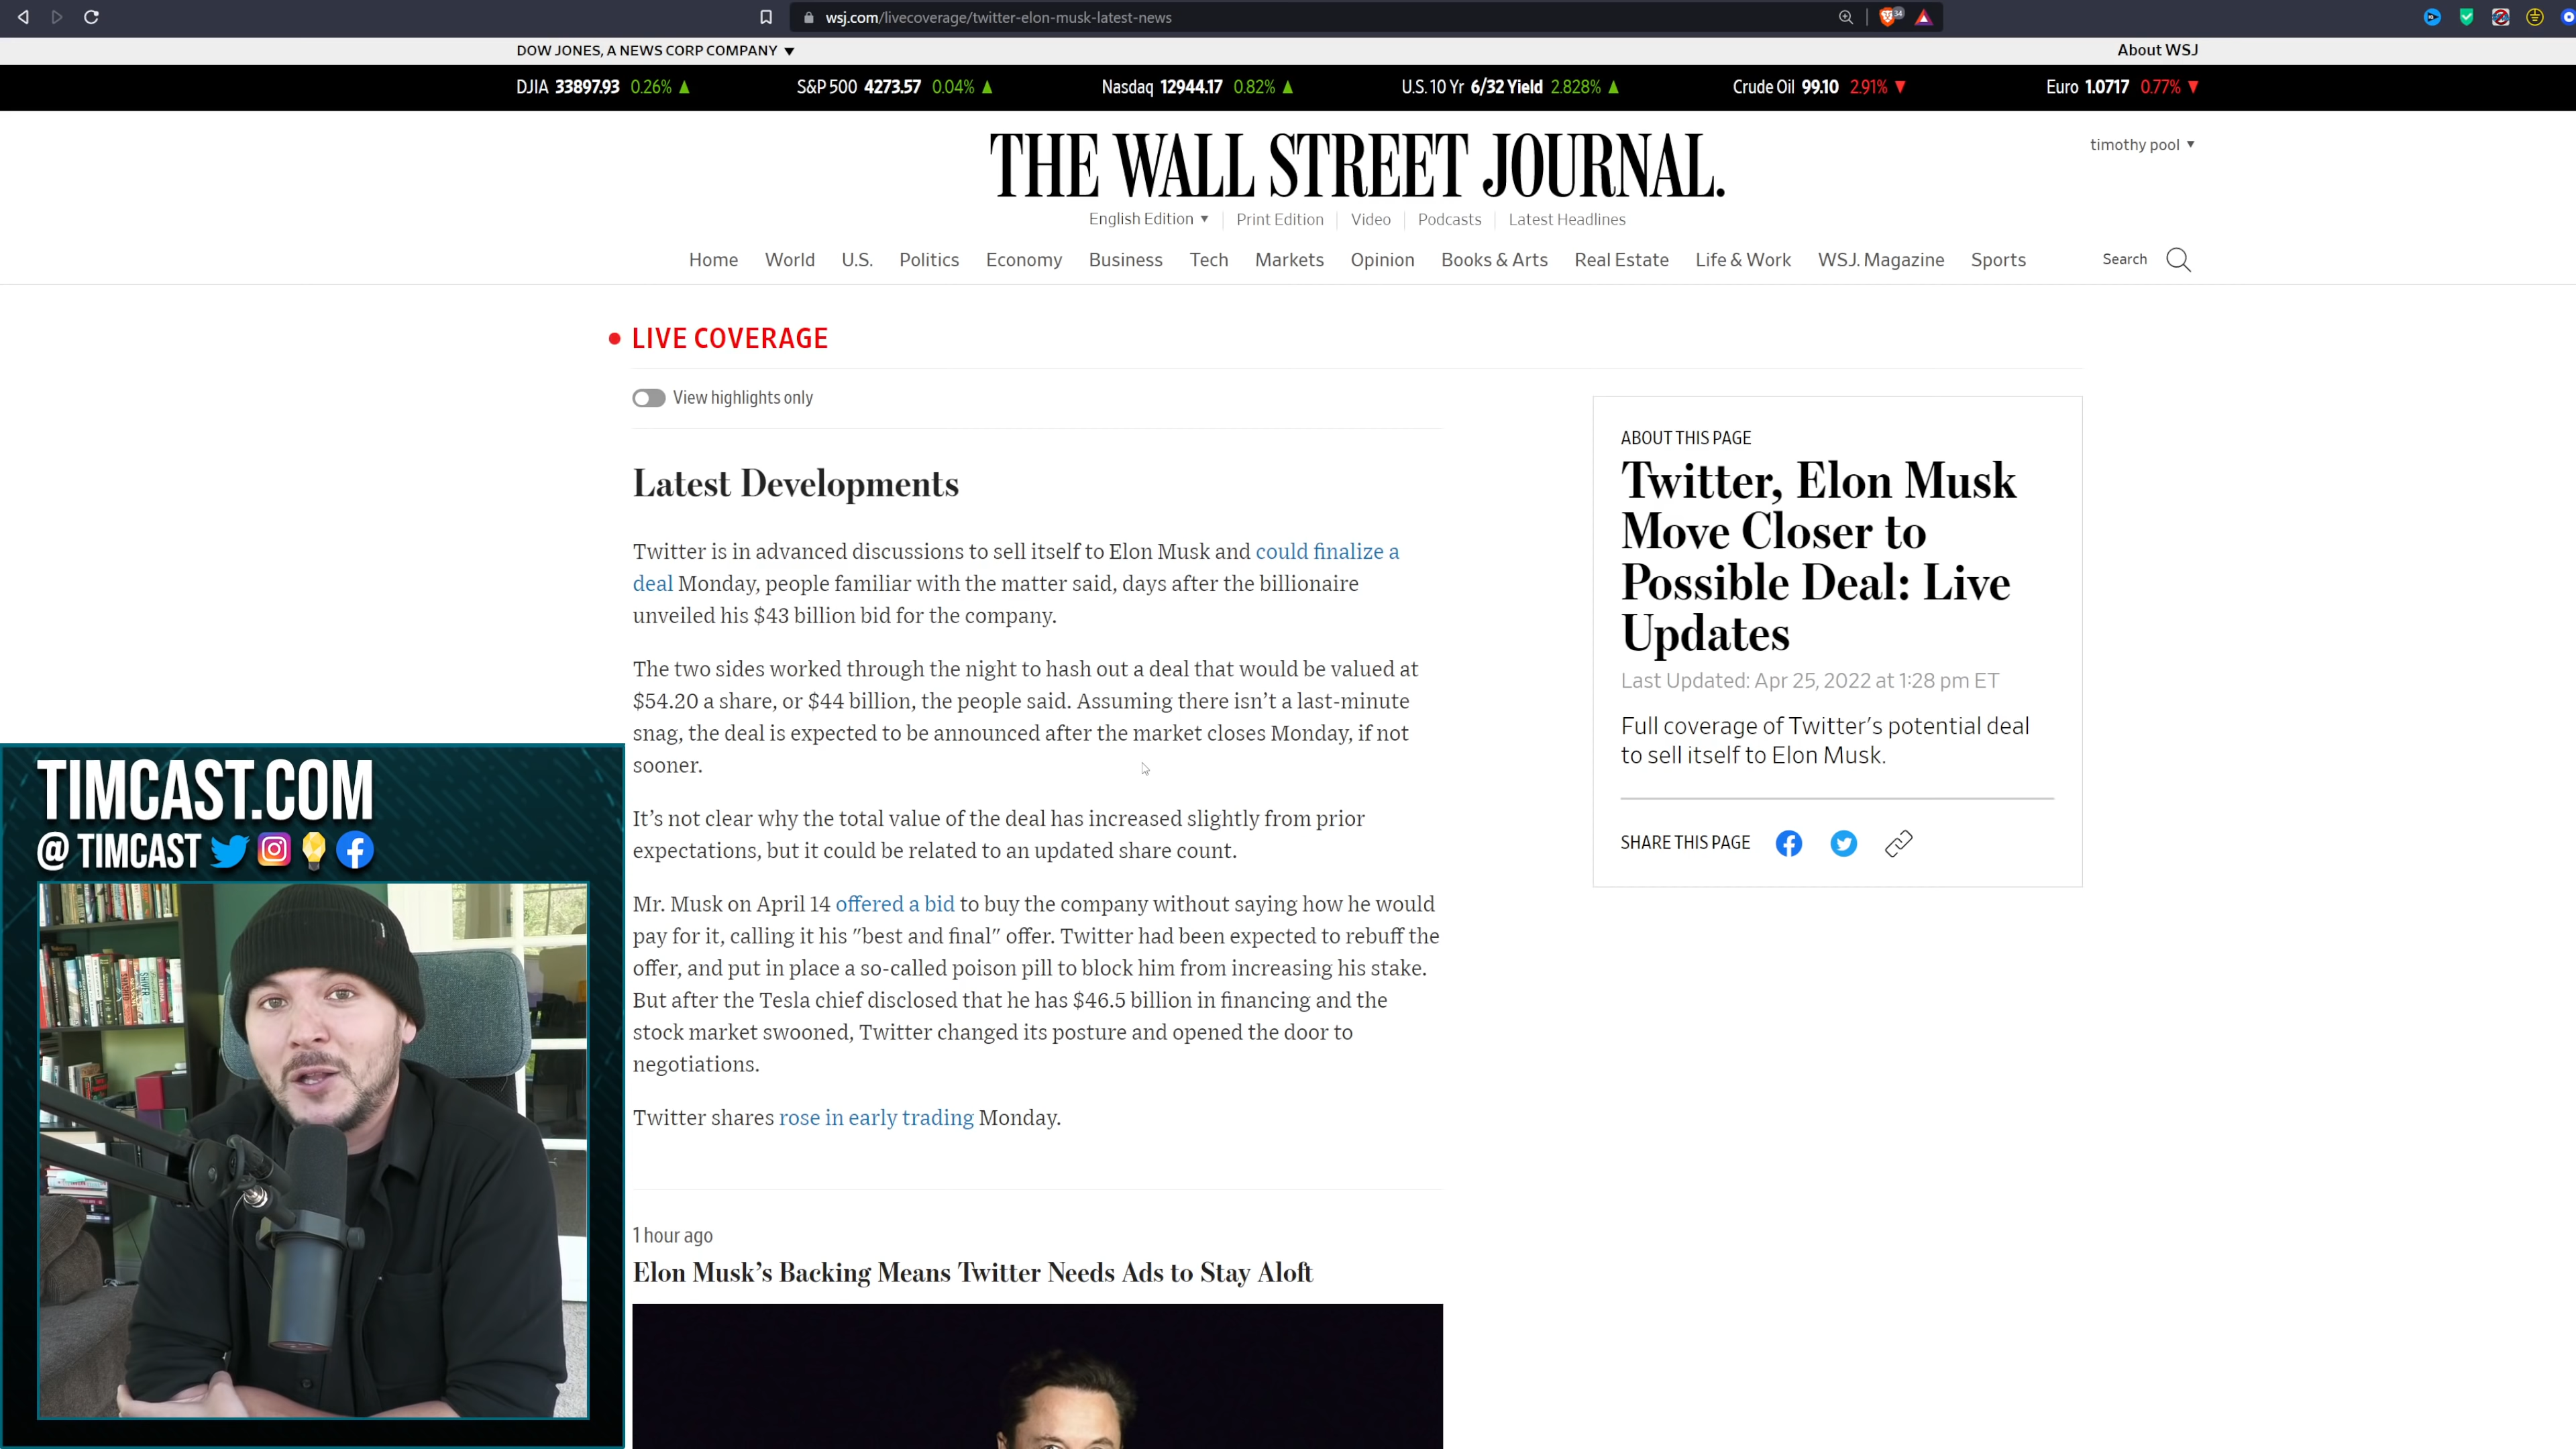 wsj.com/livecoverage/twitter-elon-musk-latest-news
34
DOW JONES, A NEWS CORP COMPANY ▼
About WSJ
DJIA 33897.93 0.26% ▲
S&P 500 4273.57 0.04% ▲
Nasdaq 12944.17 0.82% ▲
U.S. 10 Yr 6/32 Yield 2.828% ▲
Crude Oil 99.10 2.91% ▼
Euro 1.0717 0.77% ▼
THE WALL STREET JOURNAL.
timothy pool ▼
English Edition ▼ | Print Edition | Video | Podcasts | Latest Headlines
Home World U.S. Politics Economy Business Tech Markets Opinion Books & Arts Real Estate Life & Work WSJ. Magazine Sports
Search
• LIVE COVERAGE
View highlights only
Latest Developments
Twitter is in advanced discussions to sell itself to Elon Musk and could finalize a
deal Monday, people familiar with the matter said, days after the billionaire
unveiled his $43 billion bid for the company.
The two sides worked through the night to hash out a deal that would be valued at
$54.20 a share, or $44 billion, the people said. Assuming there isn't a last-minute
snag, the deal is expected to be announced after the market closes Monday, if not
sooner.
It's not clear why the total value of the deal has increased slightly from prior
expectations, but it could be related to an updated share count.
Mr. Musk on April 14 offered a bid to buy the company without saying how he would
pay for it, calling it his "best and final" offer. Twitter had been expected to rebuff the
offer, and put in place a so-called poison pill to block him from increasing his stake.
But after the Tesla chief disclosed that he has $46.5 billion in financing and the
stock market swooned, Twitter changed its posture and opened the door to
negotiations.
Twitter shares rose in early trading Monday.
1 hour ago
Elon Musk's Backing Means Twitter Needs Ads to Stay Aloft
ABOUT THIS PAGE
Twitter, Elon Musk
Move Closer to
Possible Deal: Live
Updates
Last Updated: Apr 25, 2022 at 1:28 pm ET
Full coverage of Twitter's potential deal
to sell itself to Elon Musk.
SHARE THIS PAGE
TIMCAST.COM
@ TIMCAST